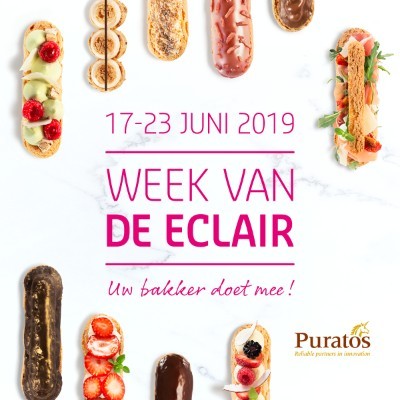 17-23 JUNI 2019
WEEK VAN
DE ECLAIR
Uw bakker doet mee!
Puratos
Reliable partners in innovation